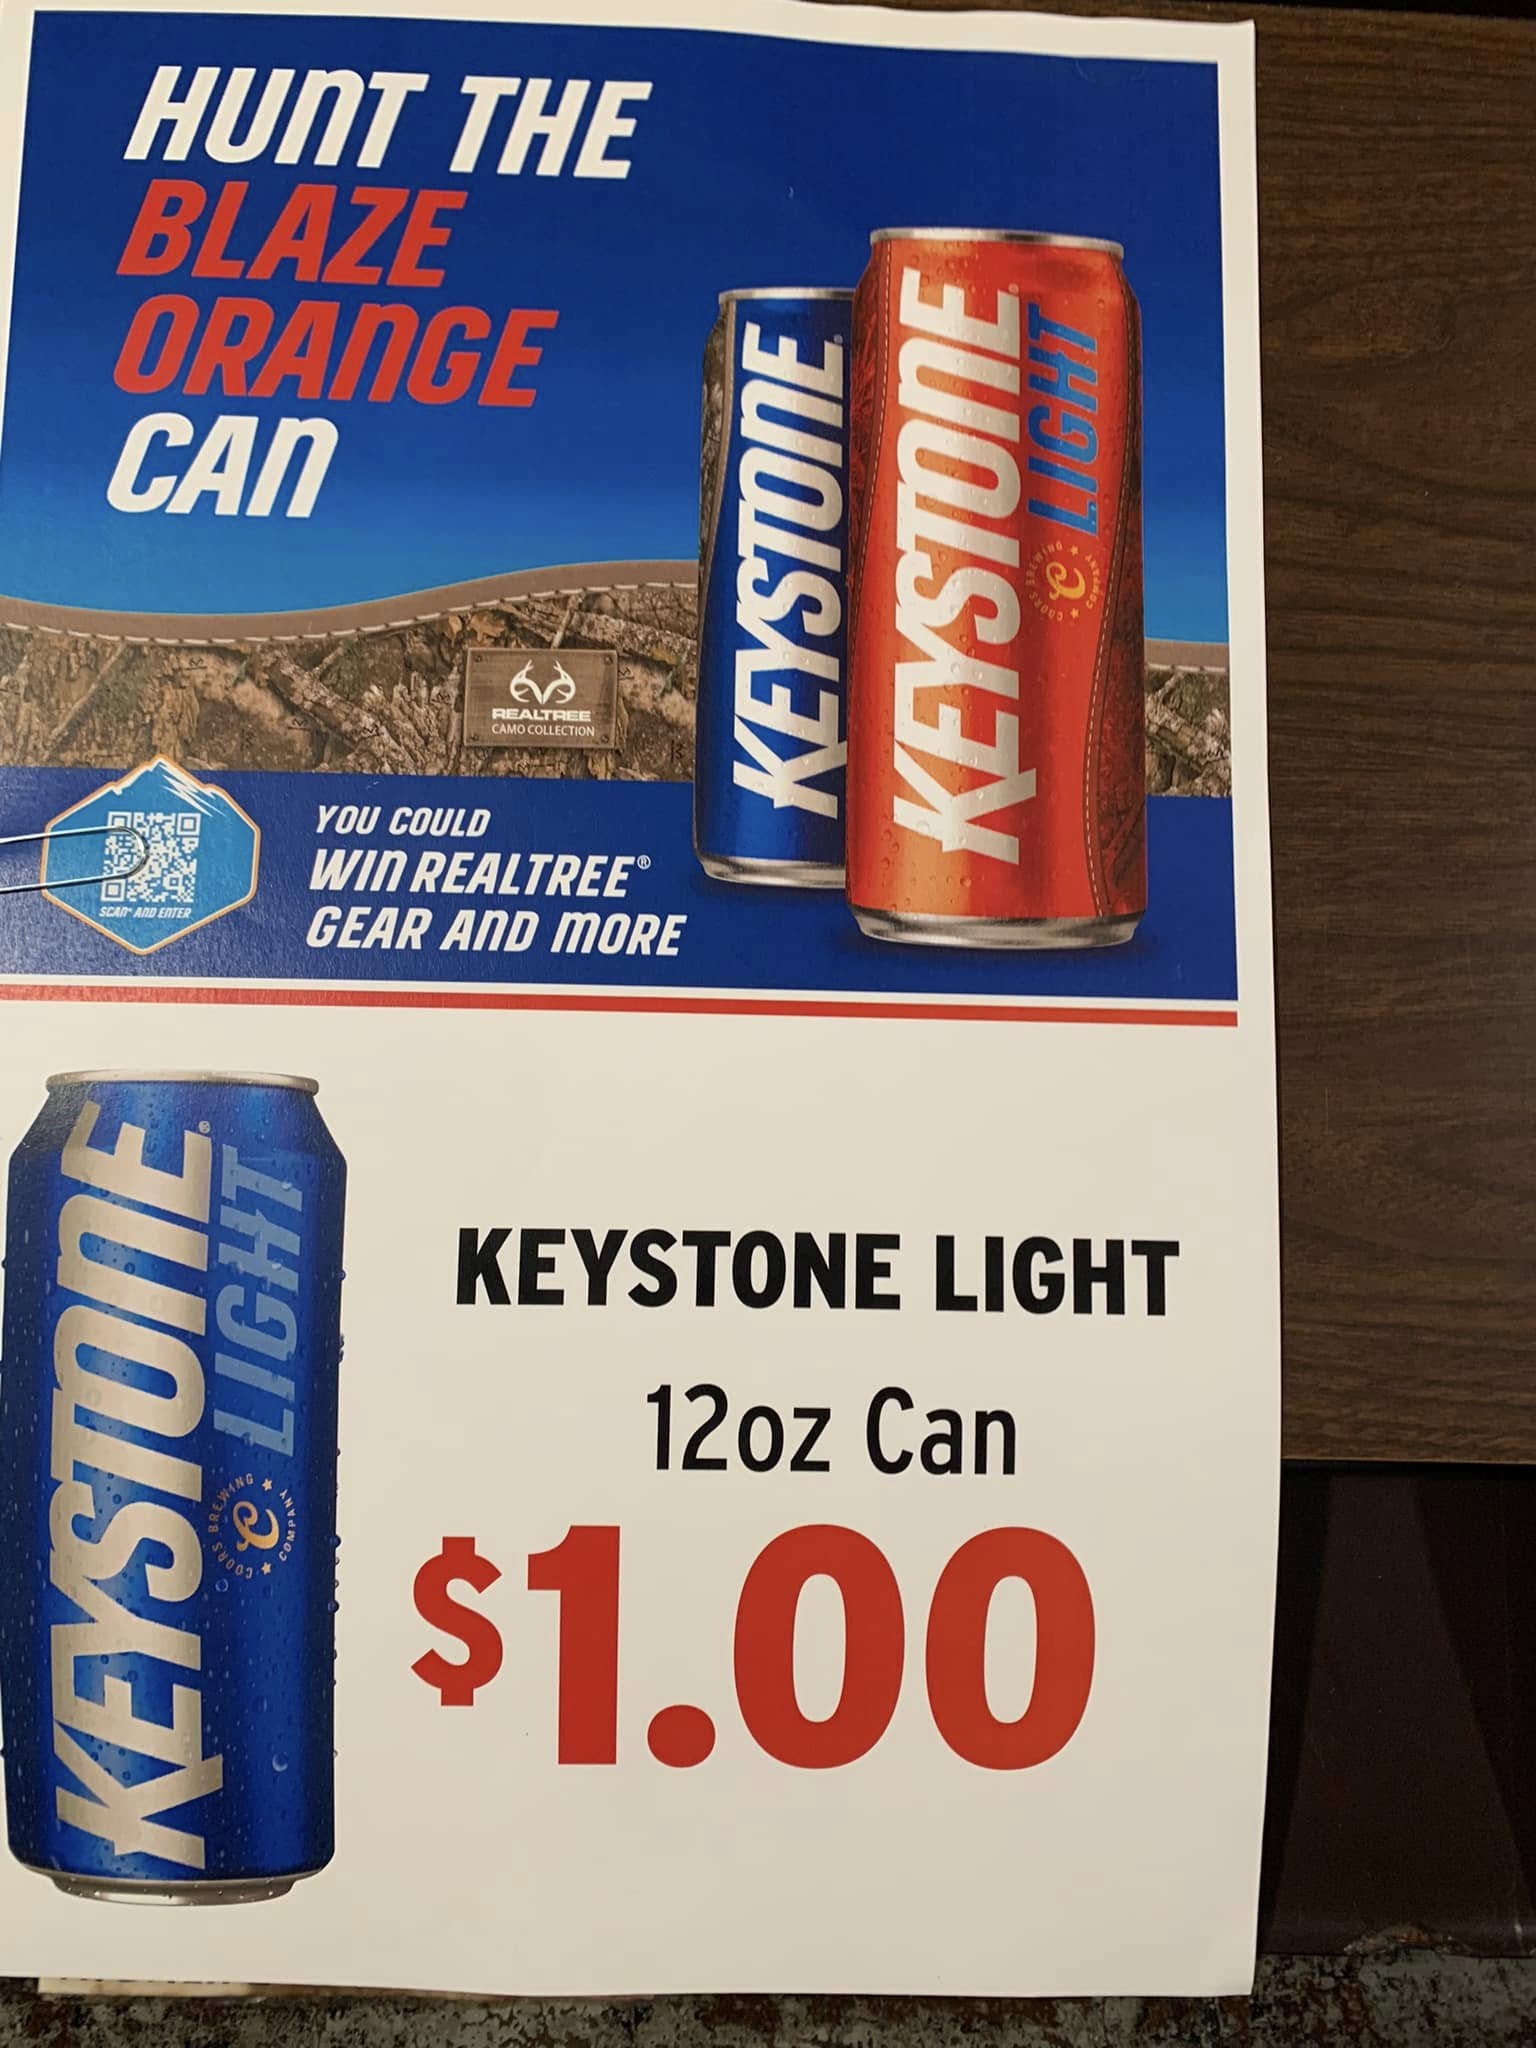 HUNT THE
BLAZE
ORANGE
CAN
KEYSTONE
KEYSTONE
LIGHT
COORS BREWING COMPANY
REALTREE
CAMO COLLECTION
SCAN* AND ENTER
YOU COULD
WIN REALTREE®
GEAR AND MORE
KEYSTONE®
LIGHT
COORS BREWING COMPANY
KEYSTONE LIGHT
12oz Can
$1.00